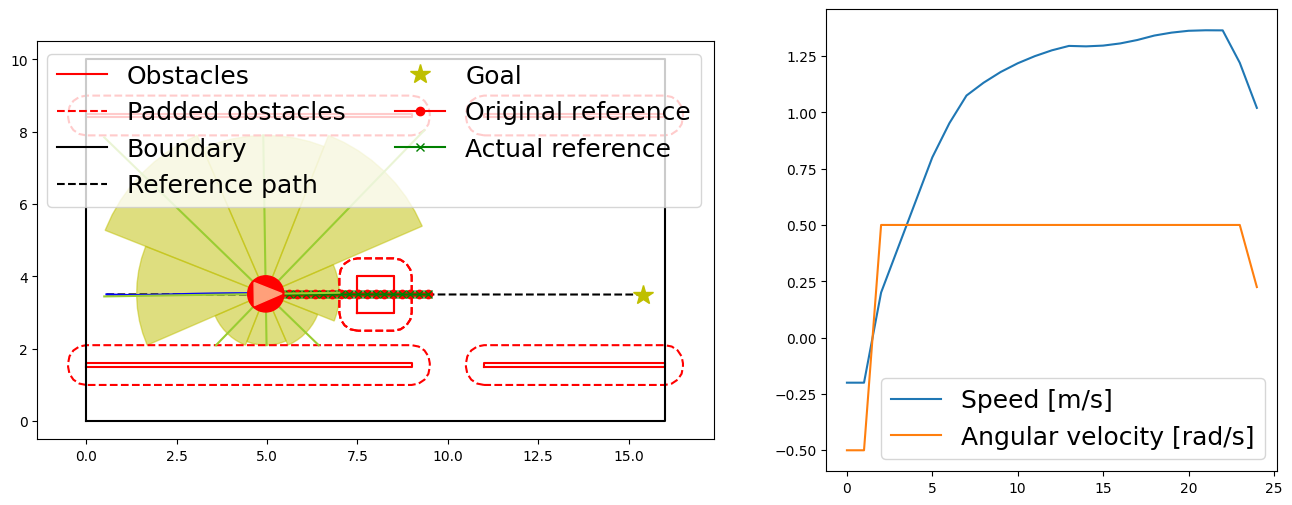 10
8
6
4
2
0
0.0 2.5 5.0 7.5 10.0 12.5 15.0
Obstacles
Padded obstacles
Boundary
Reference path
Goal
Original reference
Actual reference
1.25
1.00
0.75
0.50
0.25
0.00
−0.25
−0.50
0 5 10 15 20 25
Speed [m/s]
Angular velocity [rad/s]